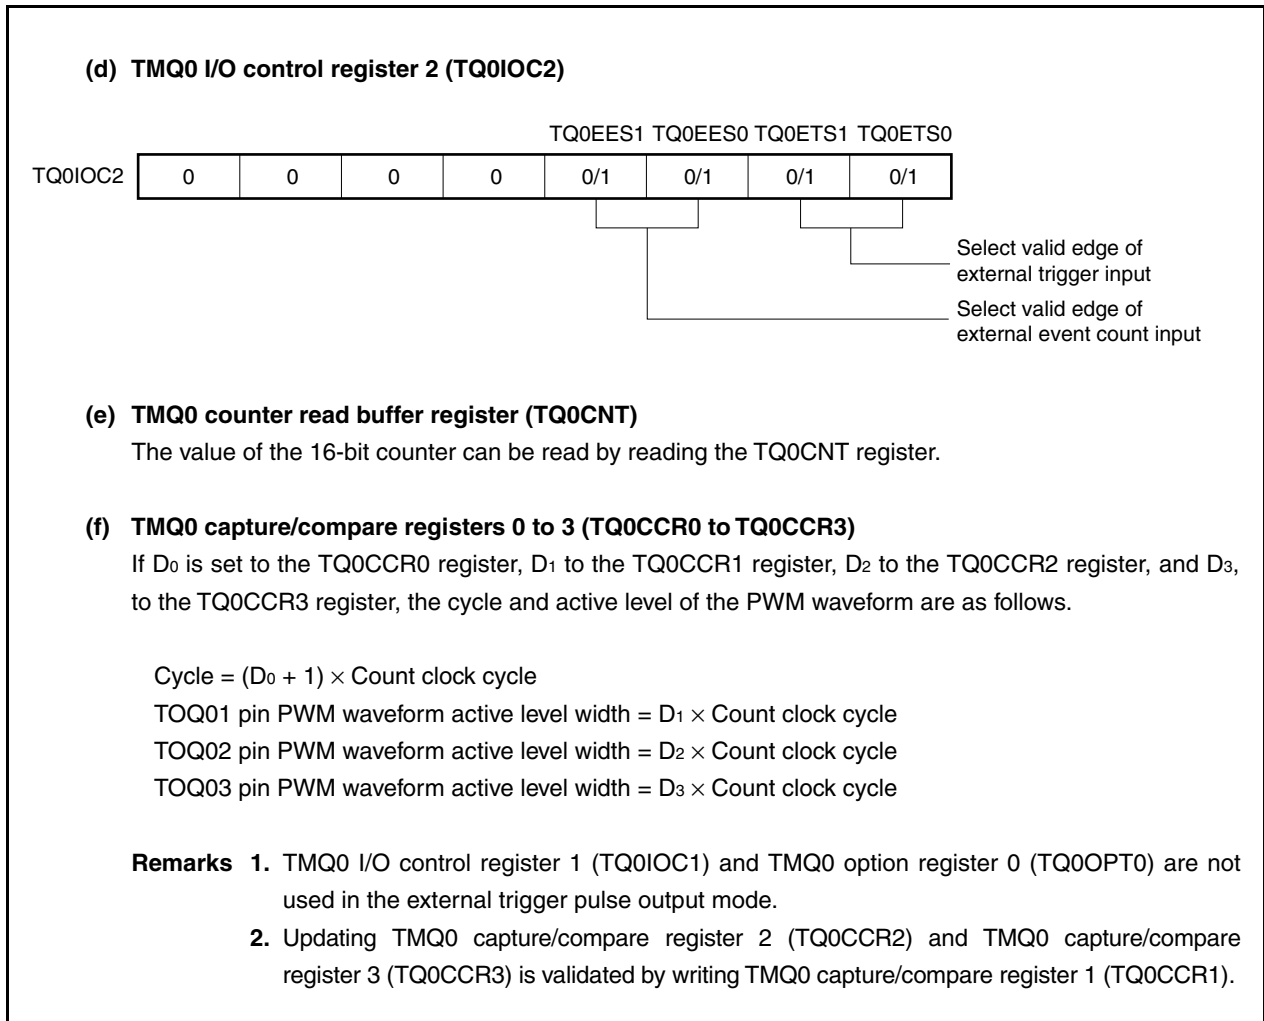 (d) TMQ0 I/O control register 2 (TQ0IOC2)
TQ0EES1 TQ0EES0 TQ0ETS1 TQ0ETS0
TQ0IOC2 0 0 0 0 0/1 0/1 0/1 0/1
Select valid edge of
external trigger input
Select valid edge of
external event count input
(e) TMQ0 counter read buffer register (TQ0CNT)
The value of the 16-bit counter can be read by reading the TQ0CNT register.
(f) TMQ0 capture/compare registers 0 to 3 (TQ0CCR0 to TQ0CCR3)
If D0 is set to the TQ0CCR0 register, D1 to the TQ0CCR1 register, D2 to the TQ0CCR2 register, and D3,
to the TQ0CCR3 register, the cycle and active level of the PWM waveform are as follows.
Cycle = (D0 + 1) × Count clock cycle
TOQ01 pin PWM waveform active level width = D1 × Count clock cycle
TOQ02 pin PWM waveform active level width = D2 × Count clock cycle
TOQ03 pin PWM waveform active level width = D3 × Count clock cycle
Remarks 1. TMQ0 I/O control register 1 (TQ0IOC1) and TMQ0 option register 0 (TQ0OPT0) are not
used in the external trigger pulse output mode.
2. Updating TMQ0 capture/compare register 2 (TQ0CCR2) and TMQ0 capture/compare
register 3 (TQ0CCR3) is validated by writing TMQ0 capture/compare register 1 (TQ0CCR1).